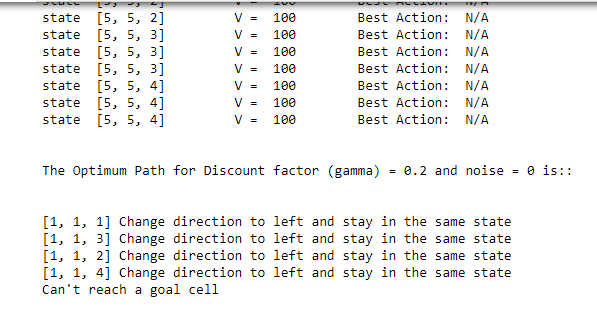 state [5, 5, 2] V = 100 Best Action: N/A
state [5, 5, 3] V = 100 Best Action: N/A
state [5, 5, 3] V = 100 Best Action: N/A
state [5, 5, 3] V = 100 Best Action: N/A
state [5, 5, 4] V = 100 Best Action: N/A
state [5, 5, 4] V = 100 Best Action: N/A
state [5, 5, 4] V = 100 Best Action: N/A
The Optimum Path for Discount factor (gamma) = 0.2 and noise = 0 is::
[1, 1, 1] Change direction to left and stay in the same state
[1, 1, 3] Change direction to left and stay in the same state
[1, 1, 2] Change direction to left and stay in the same state
[1, 1, 4] Change direction to left and stay in the same state
Can't reach a goal cell